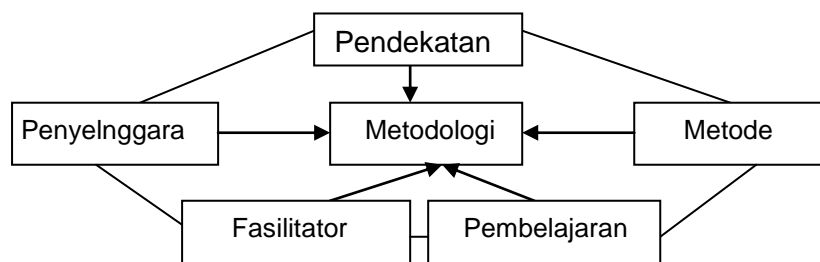 Pendekatan
Penyelnggara
Metodologi
Metode
Fasilitator
Pembelajaran